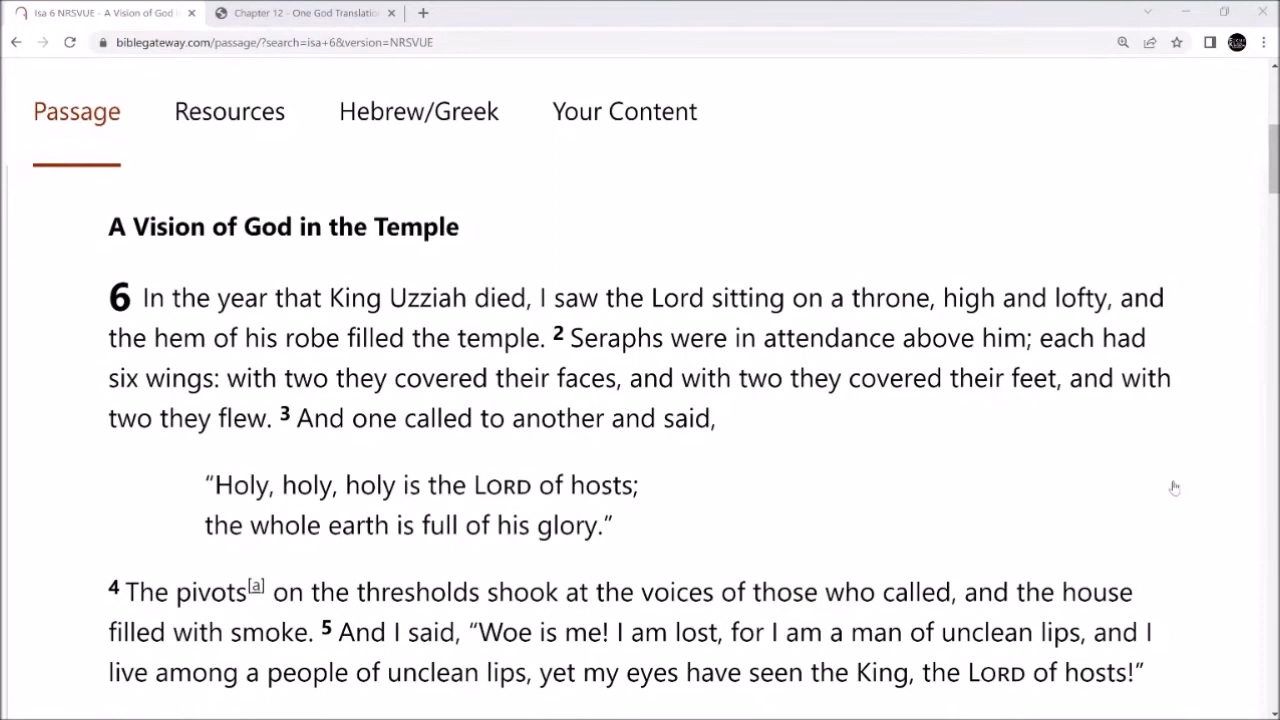 Isa 6 NRSVUE - A Vision of God i
Chapter 12 - One God Translatio
biblegateway.com/passage/?search=isa+6&version=NRSVUE
Passage Resources Hebrew/Greek Your Content
A Vision of God in the Temple
6 In the year that King Uzziah died, I saw the Lord sitting on a throne, high and lofty, and
the hem of his robe filled the temple. 2 Seraphs were in attendance above him; each had
six wings: with two they covered their faces, and with two they covered their feet, and with
two they flew. 3 And one called to another and said,
“Holy, holy, holy is the LORD of hosts;
the whole earth is full of his glory.”
4 The pivots[a] on the thresholds shook at the voices of those who called, and the house
filled with smoke. 5 And I said, “Woe is me! I am lost, for I am a man of unclean lips, and I
live among a people of unclean lips, yet my eyes have seen the King, the LORD of hosts!”